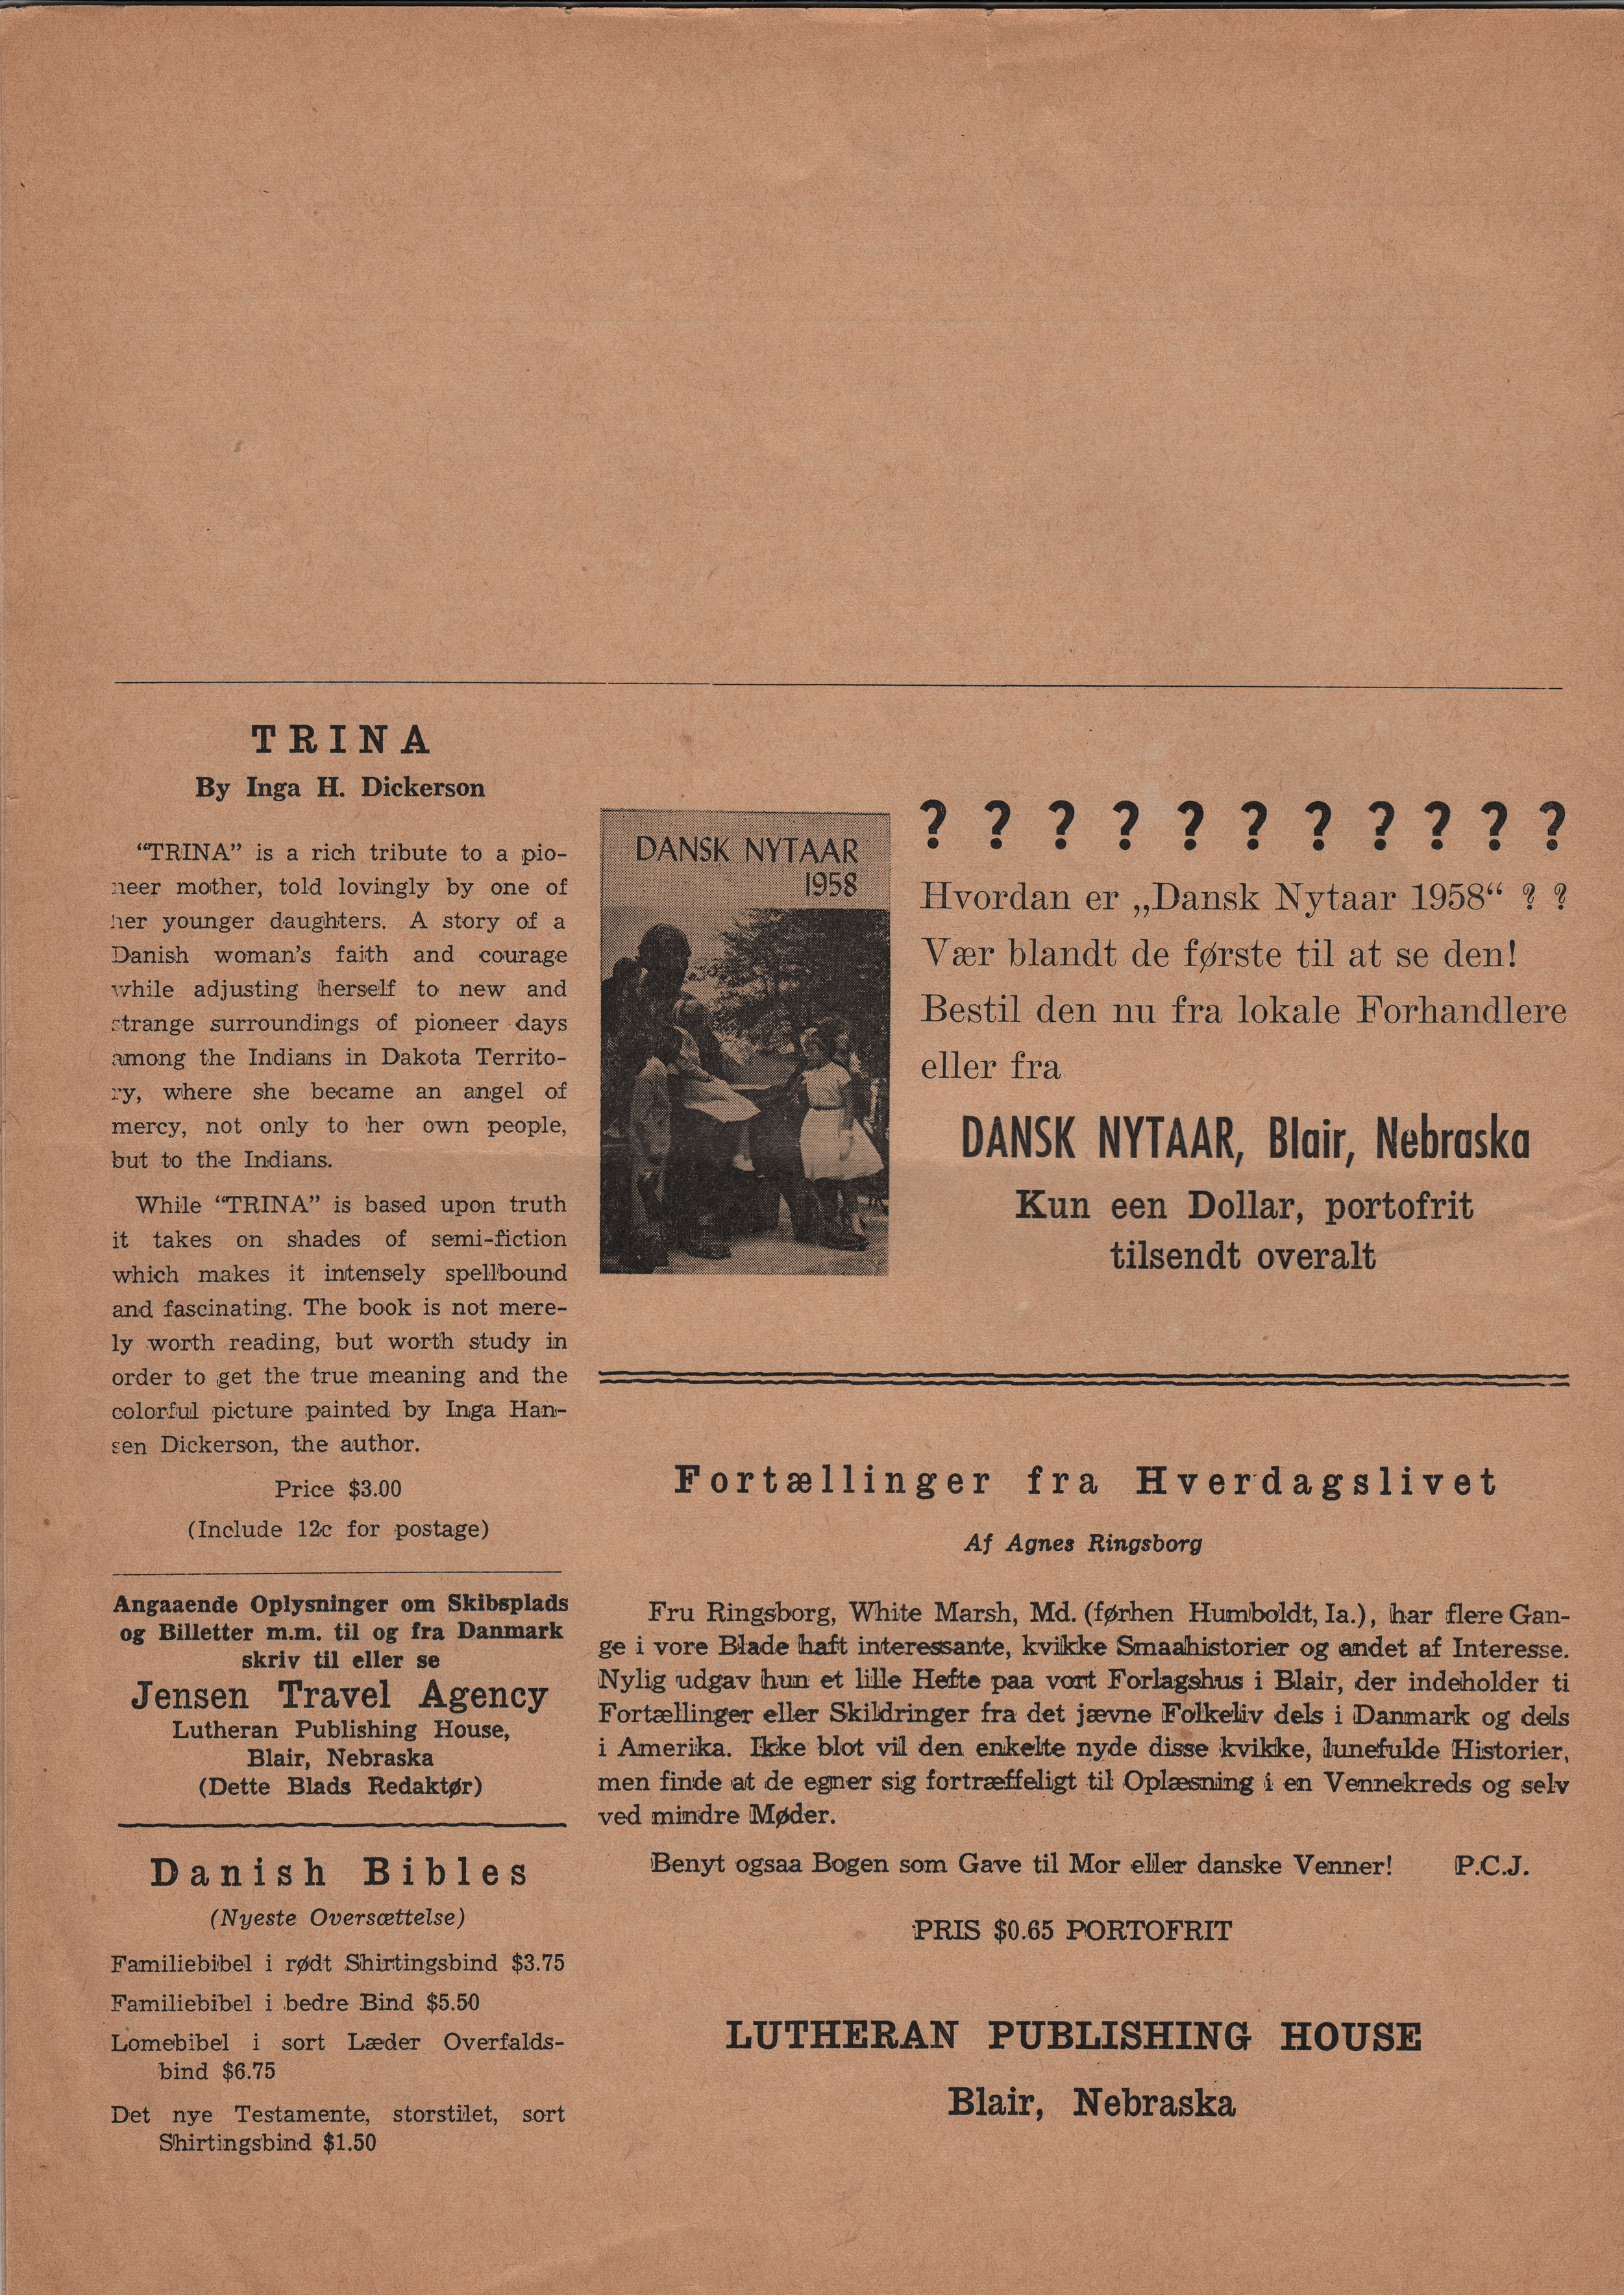 TRINA
By Inga H. Dickerson
“TRINA” is a rich tribute to a pio-
neer mother, told lovingly by one of
her younger daughters. A story of a
Danish woman’s faith and courage
while adjusting herself to new and
strange surroundings of pioneer days
among the Indians in Dakota Territo-
ry, where she became an angel of
mercy, not only to her own people,
but to the Indians.
While “TRINA” is based upon truth
it takes on shades of semi-fiction
which makes it intensely spellbound
and fascinating. The book is not mere-
ly worth reading, but worth study in
order to get the true meaning and the
colorful picture painted by Inga Han-
sen Dickerson, the author.
Price $3.00
(Include 12c for postage)
Angaaende Oplysninger om Skibsplads
og Billetter m.m. til og fra Danmark
skriv til eller se
Jensen Travel Agency
Lutheran Publishing House,
Blair, Nebraska
(Dette Blads Redaktør)
Danish Bibles
(Nyeste Oversættelse)
Familiebibel i rødt Shirtingsbind $3.75
Familiebibel i bedre Bind $5.50
Lomebibel i sort Læder Overfalds-
bind $6.75
Det nye Testamente, storstilet, sort
Shirtingsbind $1.50
DANSK NYTAAR
1958
? ? ? ? ? ? ? ? ? ? ?
Hvordan er „Dansk Nytaar 1958“ ? ?
Vær blandt de første til at se den!
Bestil den nu fra lokale Forhandlere
eller fra
DANSK NYTAAR, Blair, Nebraska
Kun een Dollar, portofrit
tilsendt overalt
Fortællinger fra Hverdagslivet
Af Agnes Ringsborg
Fru Ringsborg, White Marsh, Md. (førhen Humboldt, Ia.), har flere Gan-
ge i vore Blade haft interessante, kvikke Smaahistorier og andet af Interesse.
Nylig udgav hun et lille Hefte paa vort Forlagshus i Blair, der indeholder ti
Fortællinger eller Skildringer fra det jævne Folkeliv dels i Danmark og dels
i Amerika. Ikke blot vil den enkelte nyde disse kvikke, lunefulde Historier,
men finde at de egner sig fortræffeligt til Oplæsning i en Vennekreds og selv
ved mindre Møder.
Benyt ogsaa Bogen som Gave til Mor eller danske Venner! P.C.J.
PRIS $0.65 PORTOFRIT
LUTHERAN PUBLISHING HOUSE
Blair, Nebraska